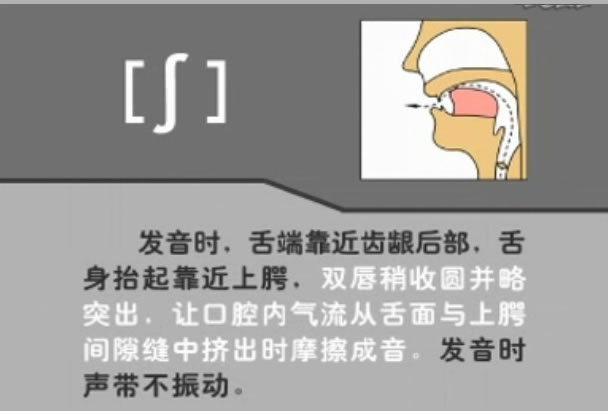 [ʃ]
发音时，舌端靠近齿龈后部，舌
身抬起靠近上腭，双唇稍收圆并略
突出，让口腔内气流从舌面与上腭
间隙缝中挤出时摩擦成音。发音时
声带不振动。